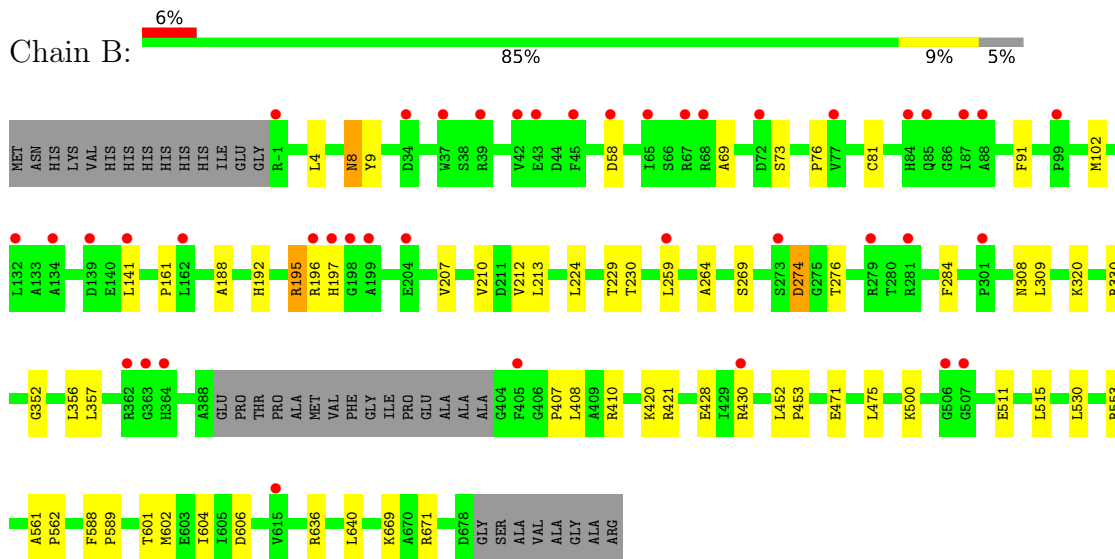 6%
Chain B:
85% 9% 5%
MET ASN HIS LYS VAL HIS HIS HIS HIS HIS HIS ILE GLU GLY R-1 L4 N8 Y9 D34 W37 S38 R39 V42 E43 D44 F45 D58 I65 S66 R67 R68 A69 D72 S73 P76 V77 C81 H84 Q85 G86 I87 A88 F91 P99 M102
L132 A133 A134 D139 E140 L141 P161 L162 A188 H192 R195 R196 H197 G198 A199 E204 V207 V210 D211 V212 L213 L224 T229 T230 L259 A264 S269 S273 D274 G275 T276 R279 T280 R281 F284 P301 N308 L309 K320
G352 L356 L357 R362 G363 H364 A388 GLU PRO THR PRO ALA MET VAL PHE GLY ILE PRO GLU ALA ALA ALA G404 F405 G406 P407 L408 A409 R410 K420 R421 E428 I429 R430 L452 P453 E471 L475 K500 G506 G507 E511 L515 L530
A561 P562 F588 P589 T601 M602 E603 I604 I605 D606 V615 R636 L640 K669 A670 R671 D678 GLY SER ALA VAL ALA GLY ALA ARG